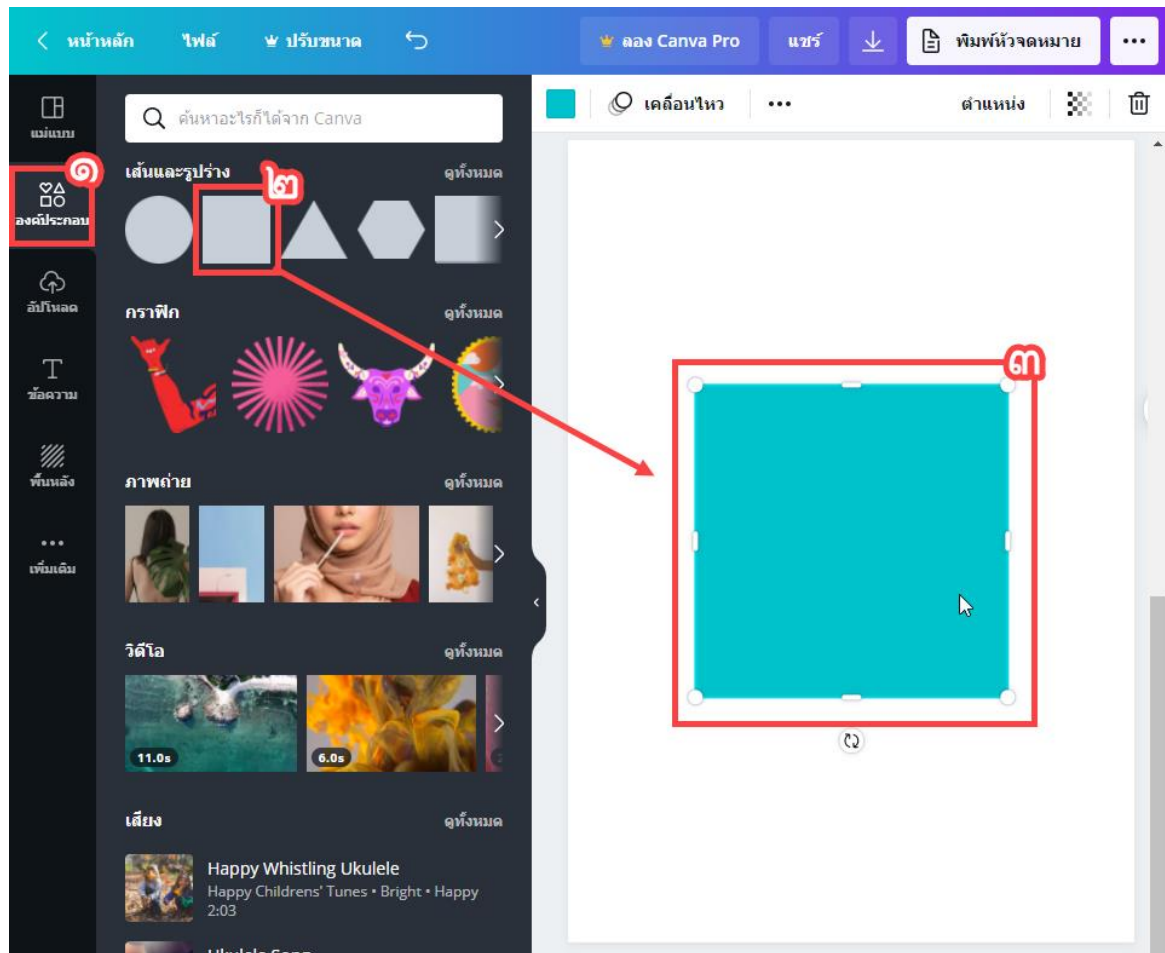 หน้าหลัก ไฟล์ ปรับขนาด ลอง Canva Pro แชร์ พิมพ์หัวจดหมาย
แม่แบบ
๑
องค์ประกอบ
อัปโหลด
ข้อความ
พื้นหลัง
เพิ่มเติม
ค้นหาอะไรก็ได้จาก Canva
เส้นและรูปร่าง ดูทั้งหมด
๒
กราฟิก ดูทั้งหมด
ภาพถ่าย ดูทั้งหมด
วิดีโอ ดูทั้งหมด
11.0s 6.0s
เสียง ดูทั้งหมด
Happy Whistling Ukulele
Happy Childrens' Tunes • Bright • Happy
2:03
เคลื่อนไหว ตำแหน่ง
๓